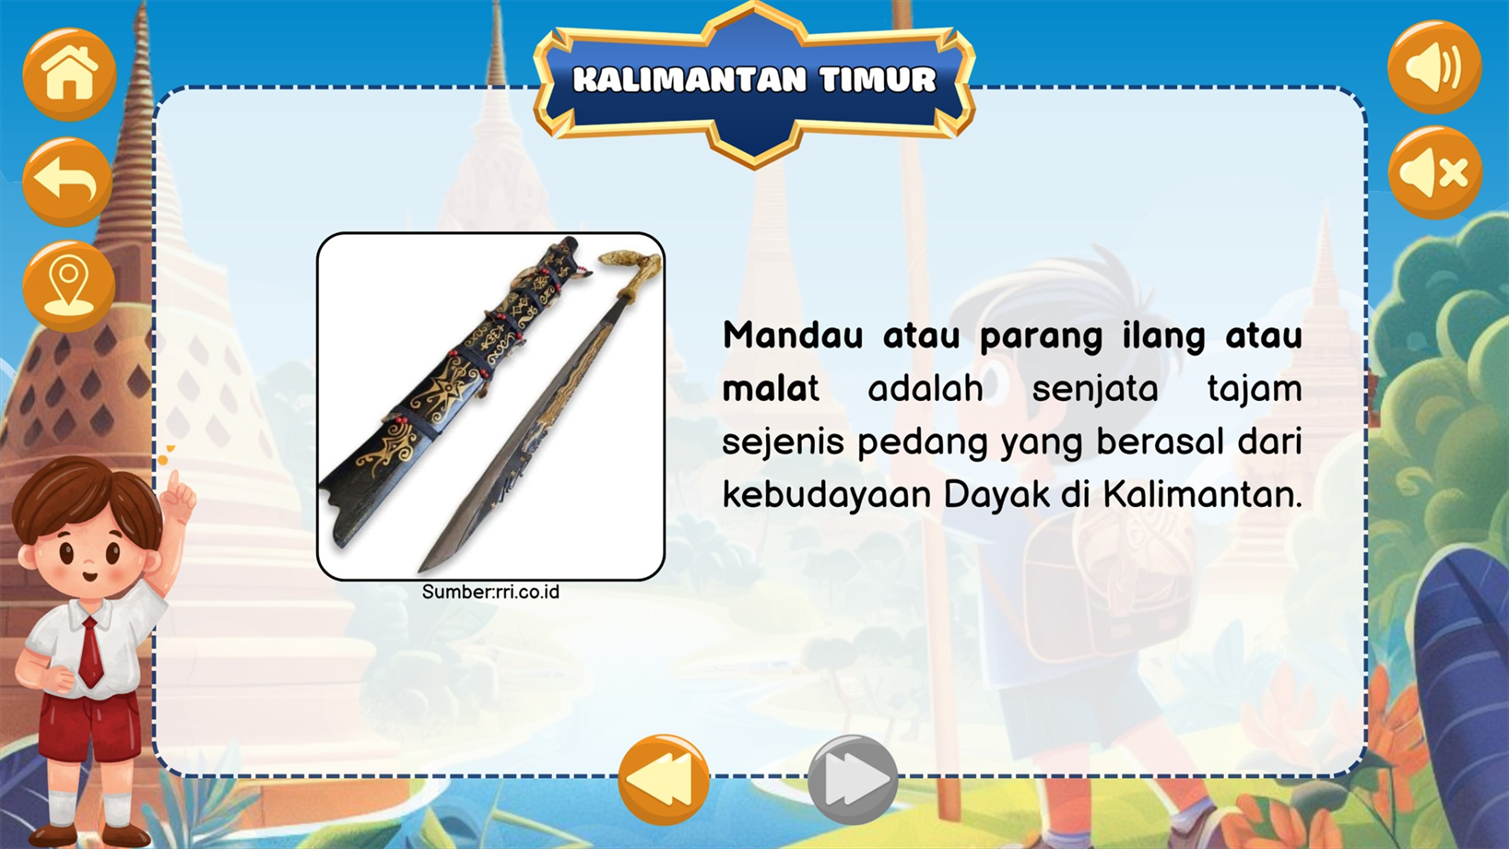 KALIMANTAN TIMUR
Mandau atau parang ilang atau
malat adalah senjata tajam
sejenis pedang yang berasal dari
kebudayaan Dayak di Kalimantan.
Sumber:rri.co.id